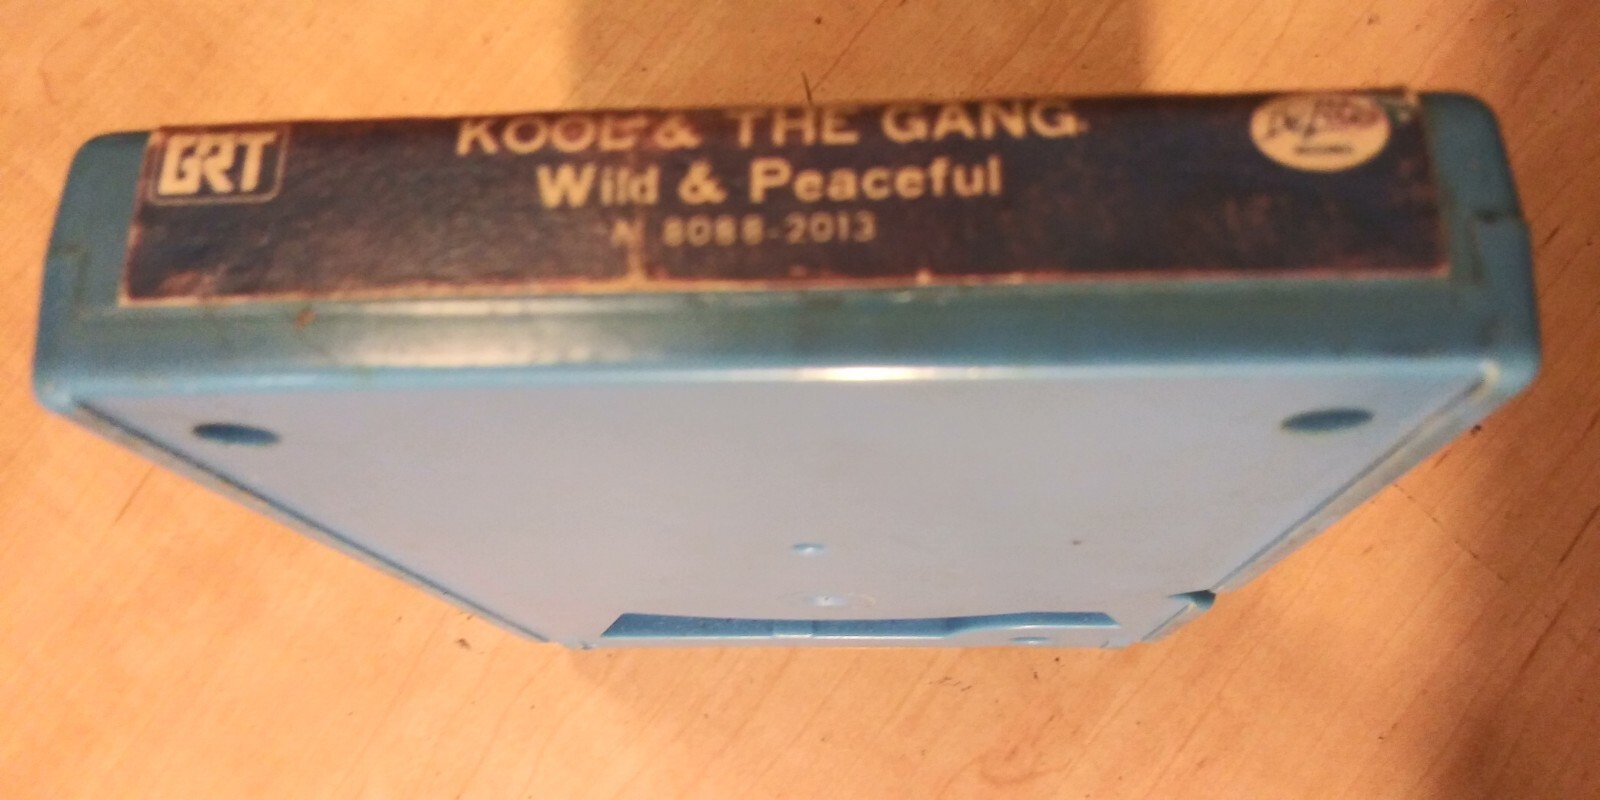 GRT
KOOL & THE GANG
Wild & Peaceful
8088-2013